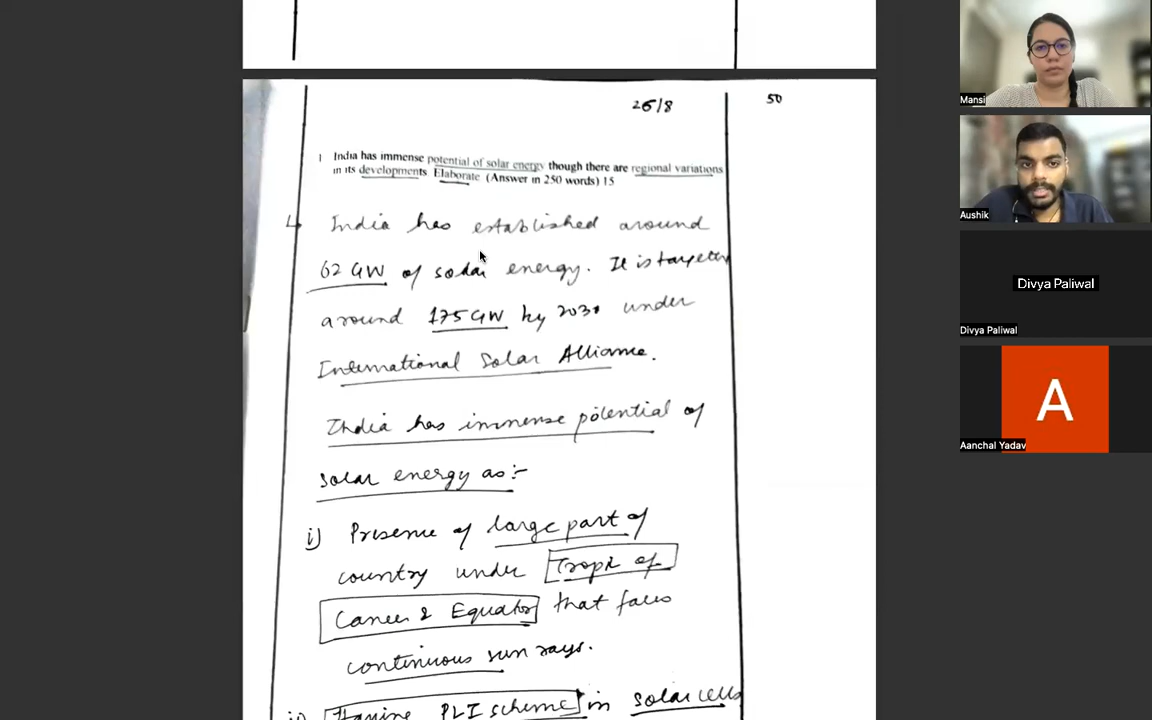 26/8
50
1 India has immense potential of solar energy though there are regional variations
in its developments Elaborate (Answer in 250 words) 15
India has established around
62 GW of solar energy. It is targeting
around 175GW by 2030 under
International Solar Alliance.
India has immense potential of
solar energy as:-
i) Presence of large part of
country under Tropic of
Cancer & Equator that faces
continuous sun rays.
ii) Having PLI scheme in solar cells
Mansi
Aushik
Divya Paliwal
Divya Paliwal
A
Aanchal Yadav